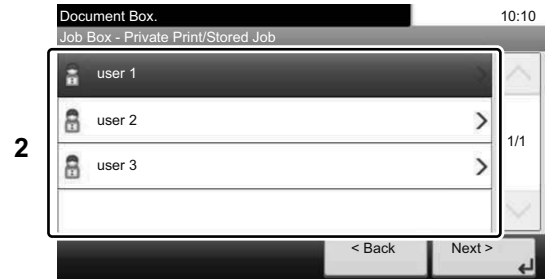 Document Box.
10:10
Job Box - Private Print/Stored Job
user 1
user 2
user 3
1/1
2
< Back
Next >